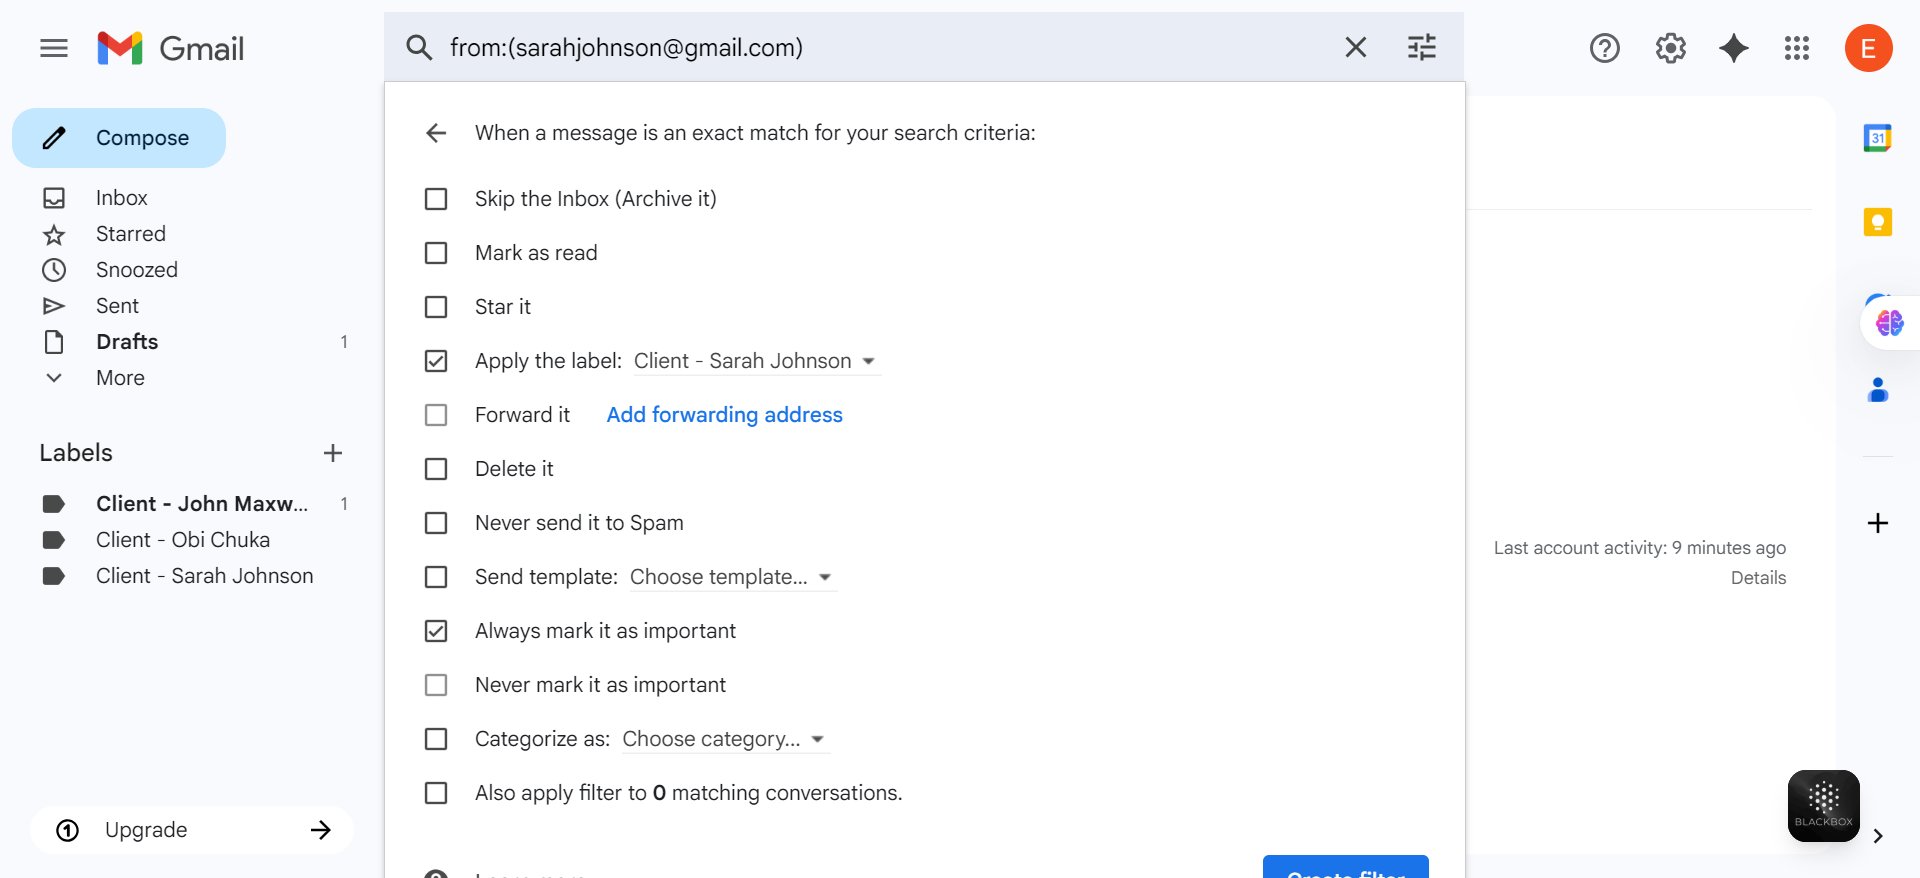 Gmail
from:(sarahjohnson@gmail.com)
E
Compose
Inbox
Starred
Snoozed
Sent
Drafts 1
More
Labels
Client - John Maxw... 1
Client - Obi Chuka
Client - Sarah Johnson
Upgrade
When a message is an exact match for your search criteria:
Skip the Inbox (Archive it)
Mark as read
Star it
Apply the label: Client - Sarah Johnson
Forward it Add forwarding address
Delete it
Never send it to Spam
Send template: Choose template...
Always mark it as important
Never mark it as important
Categorize as: Choose category...
Also apply filter to 0 matching conversations.
Create filter
Last account activity: 9 minutes ago
Details
31
BLACKBOX